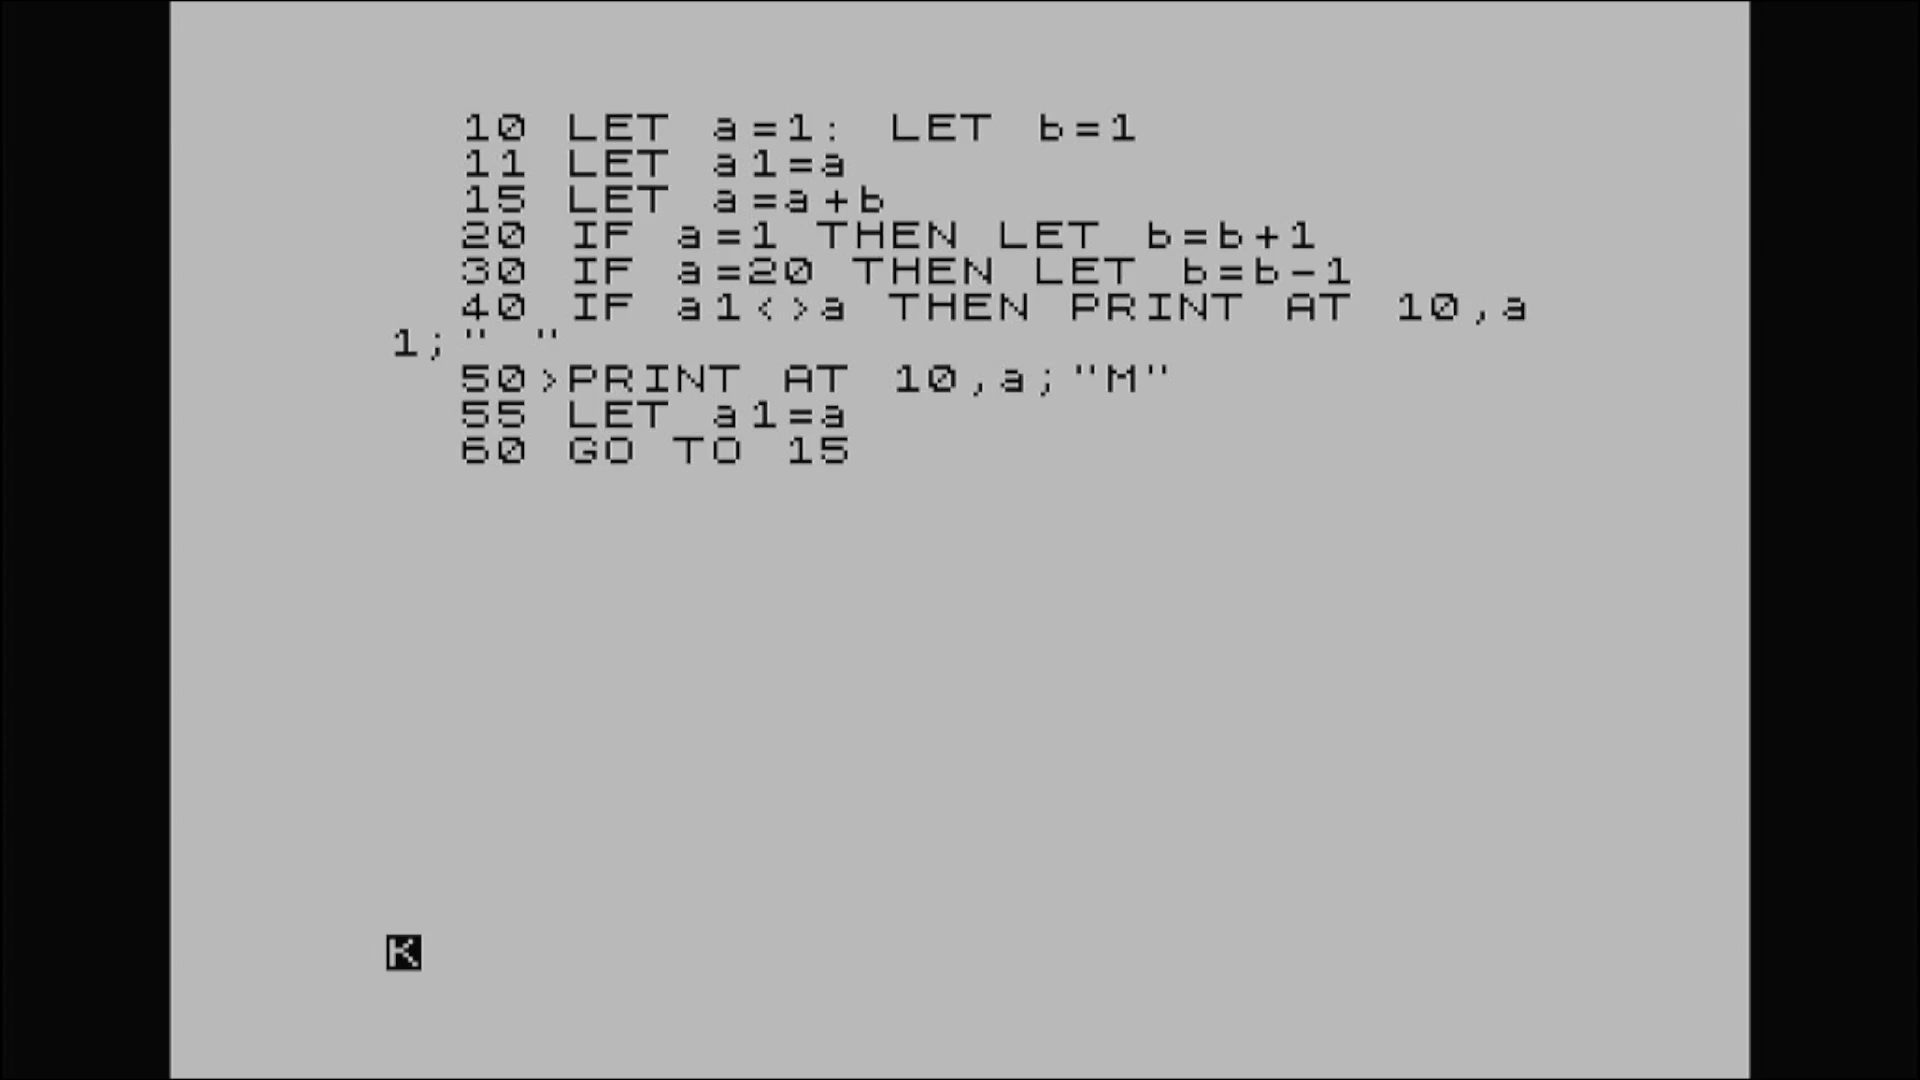 10 LET a=1: LET b=1
11 LET a1=a
15 LET a=a+b
20 IF a=1 THEN LET b=b+1
30 IF a=20 THEN LET b=b-1
40 IF a1<>a THEN PRINT AT 10,a
1;"  "
50>PRINT AT 10,a;"M"
55 LET a1=a
60 GO TO 15
K